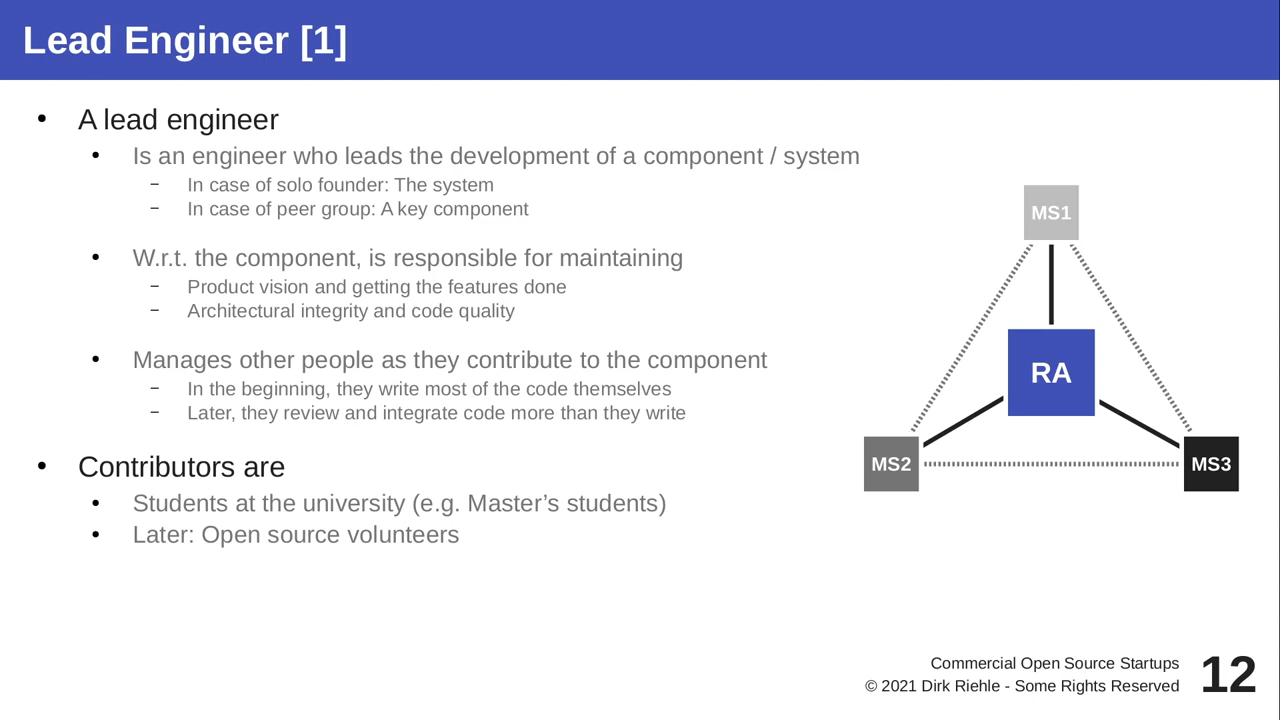 Lead Engineer [1]
• A lead engineer
• Is an engineer who leads the development of a component / system
– In case of solo founder: The system
– In case of peer group: A key component
• W.r.t. the component, is responsible for maintaining
– Product vision and getting the features done
– Architectural integrity and code quality
• Manages other people as they contribute to the component
– In the beginning, they write most of the code themselves
– Later, they review and integrate code more than they write
• Contributors are
• Students at the university (e.g. Master’s students)
• Later: Open source volunteers
MS1
RA
MS2
MS3
Commercial Open Source Startups
© 2021 Dirk Riehle - Some Rights Reserved
12